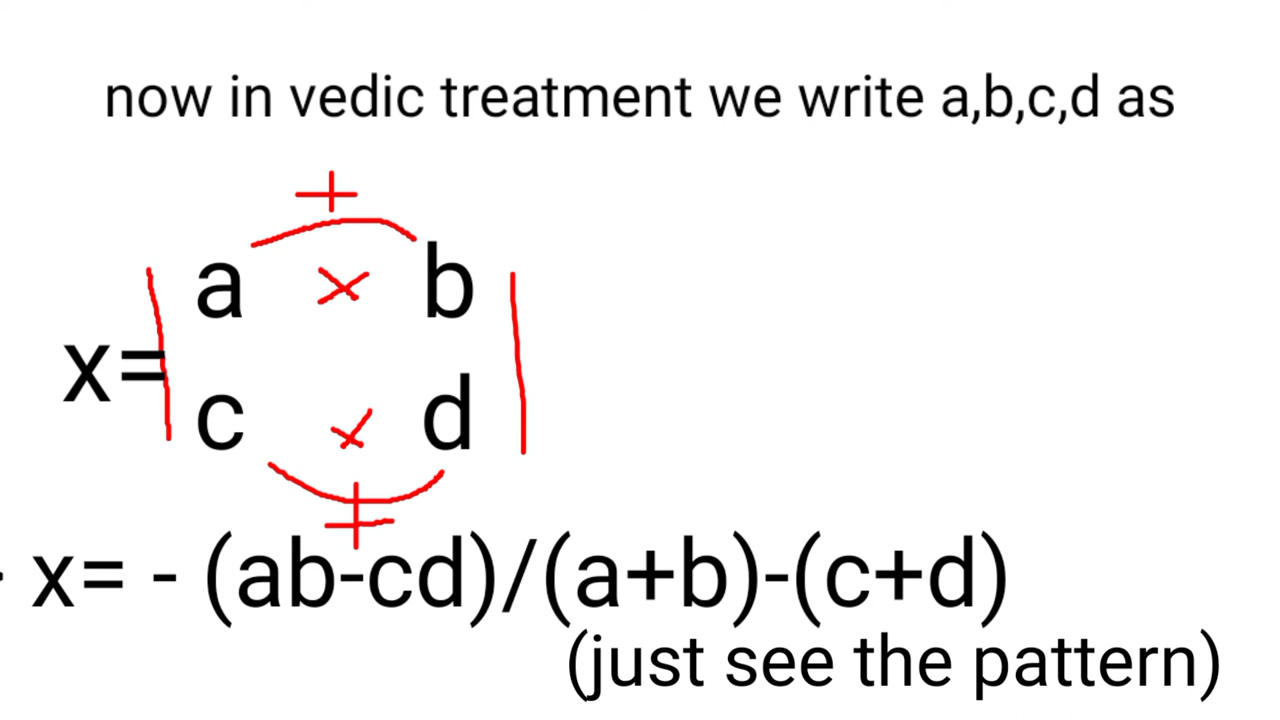 now in vedic treatment we write a,b,c,d as
+
a × b
x=
c × d
+
x= - (ab-cd)/(a+b)-(c+d)
(just see the pattern)